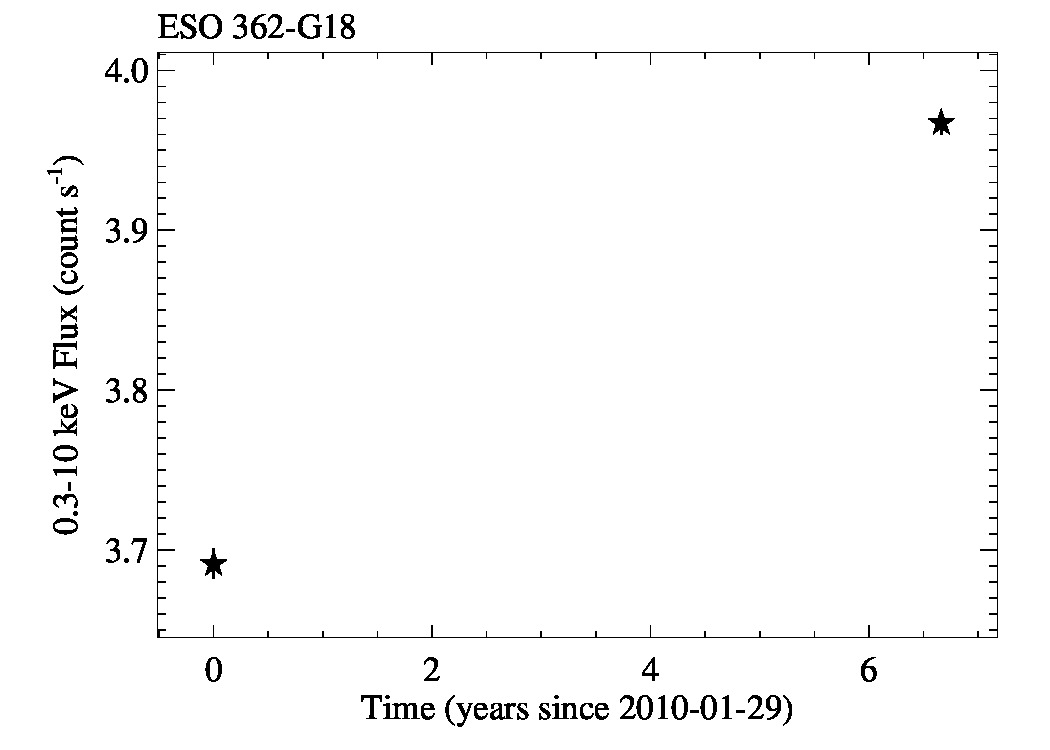 ESO 362-G18
4.0
3.9
3.8
3.7
0.3-10 keV Flux (count s⁻¹)
0 2 4 6
Time (years since 2010-01-29)